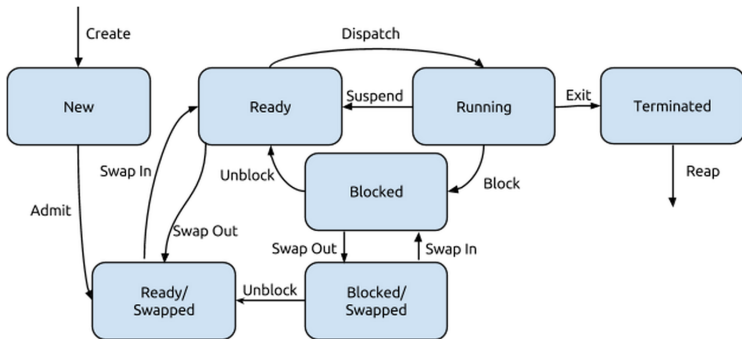 Create
Dispatch
New
Ready
Suspend
Running
Exit
Terminated
Swap In
Unblock
Blocked
Block
Reap
Admit
Swap Out
Swap Out
Swap In
Ready/
Swapped
Unblock
Blocked/
Swapped